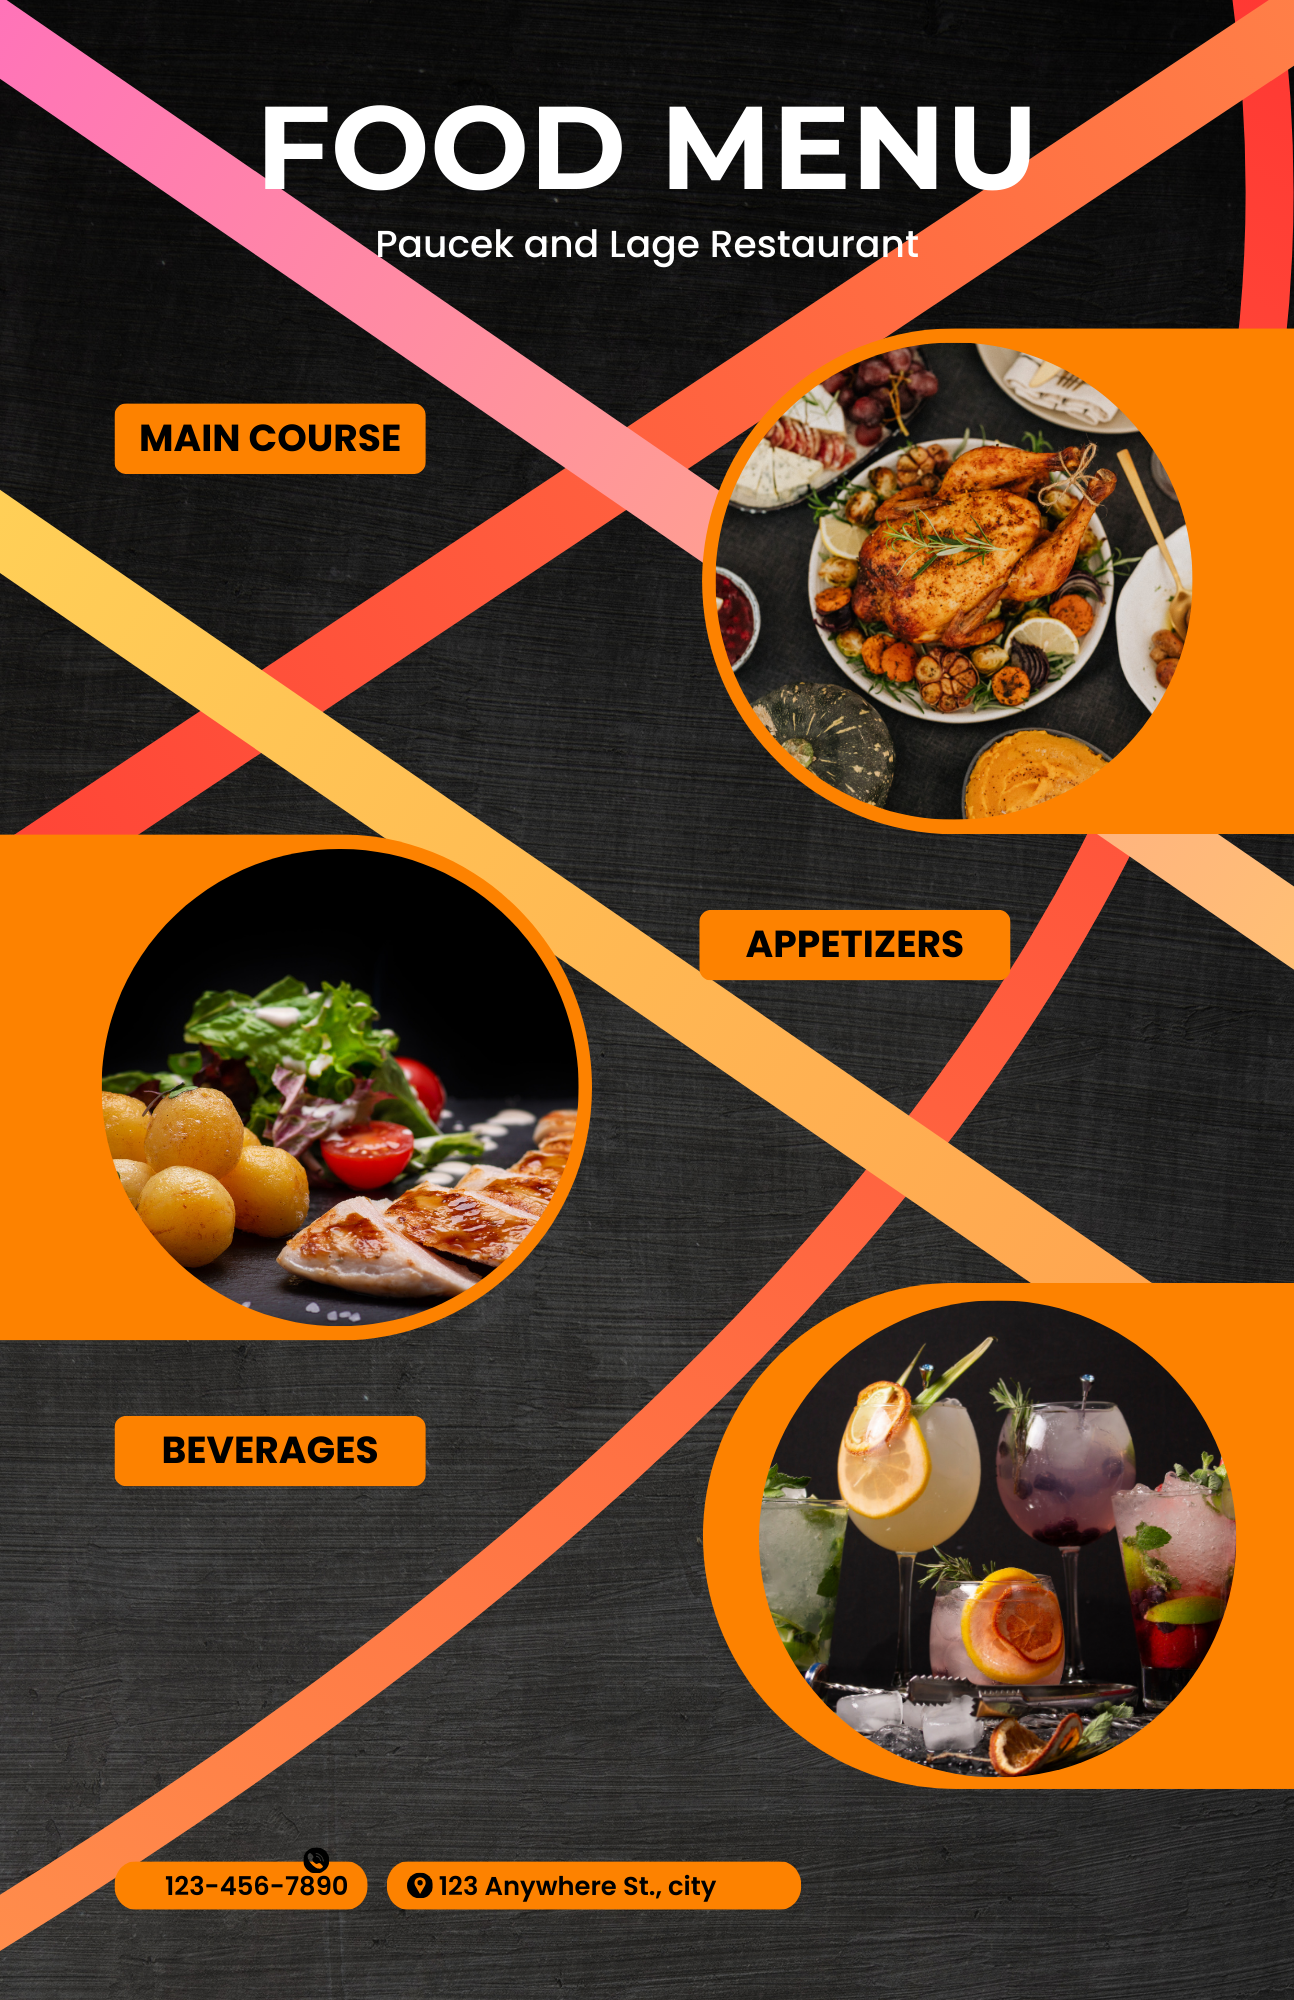 FOOD MENU
Paucek and Lage Restaurant
MAIN COURSE
APPETIZERS
BEVERAGES
123-456-7890
123 Anywhere St., city